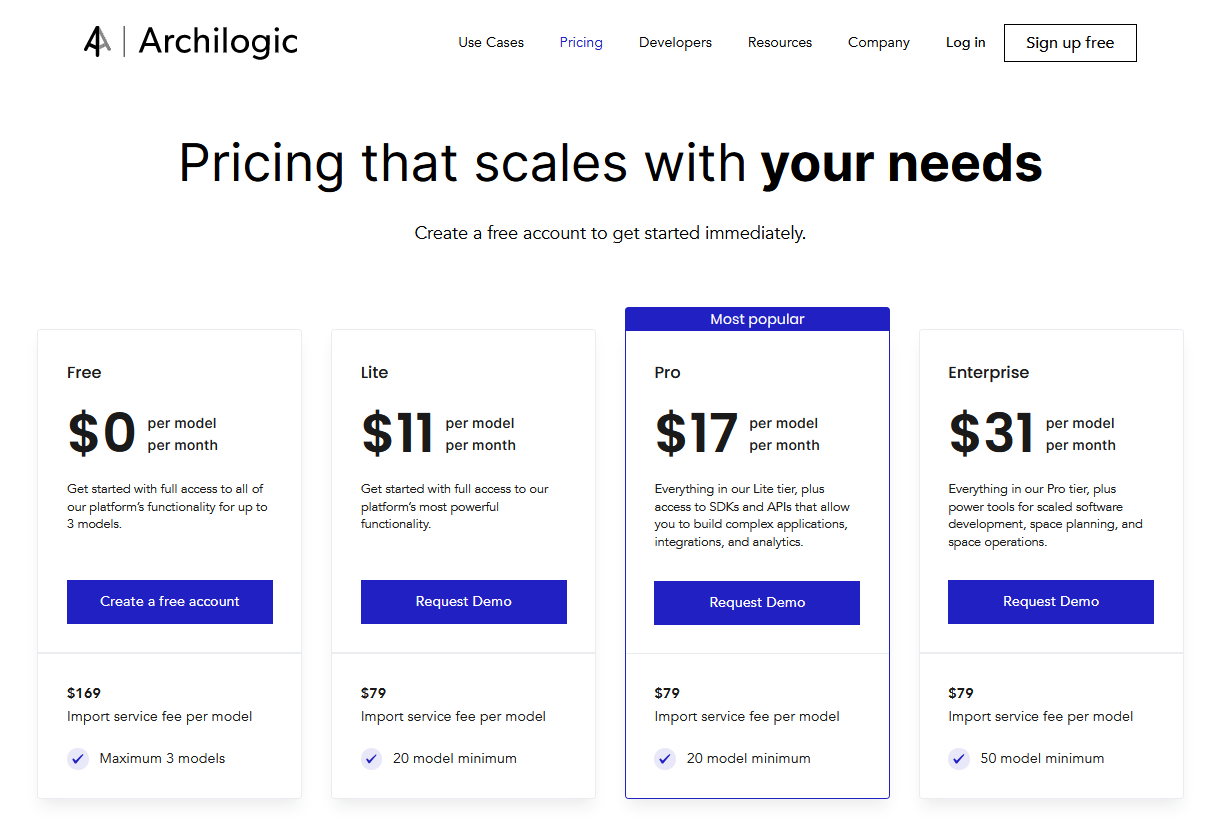 Archilogic
Use Cases
Pricing
Developers
Resources
Company
Log in
Sign up free
Pricing that scales with your needs
Create a free account to get started immediately.
Free
$0
per model
per month
Get started with full access to all of
our platform’s functionality for up to
3 models.
Create a free account
$169
Import service fee per model
Maximum 3 models
Lite
$11
per model
per month
Get started with full access to our
platform’s most powerful
functionality.
Request Demo
$79
Import service fee per model
20 model minimum
Most popular
Pro
$17
per model
per month
Everything in our Lite tier, plus
access to SDKs and APIs that allow
you to build complex applications,
integrations, and analytics.
Request Demo
$79
Import service fee per model
20 model minimum
Enterprise
$31
per model
per month
Everything in our Pro tier, plus
power tools for scaled software
development, space planning, and
space operations.
Request Demo
$79
Import service fee per model
50 model minimum